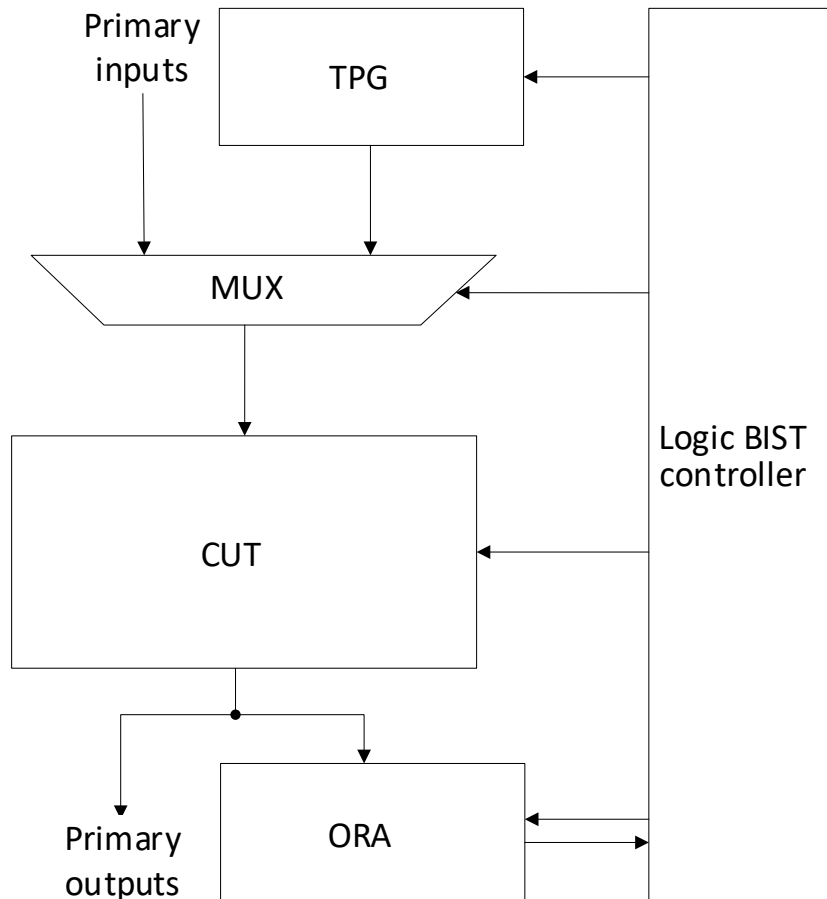 Primary
inputs
TPG
MUX
Logic BIST
controller
CUT
Primary
outputs
ORA